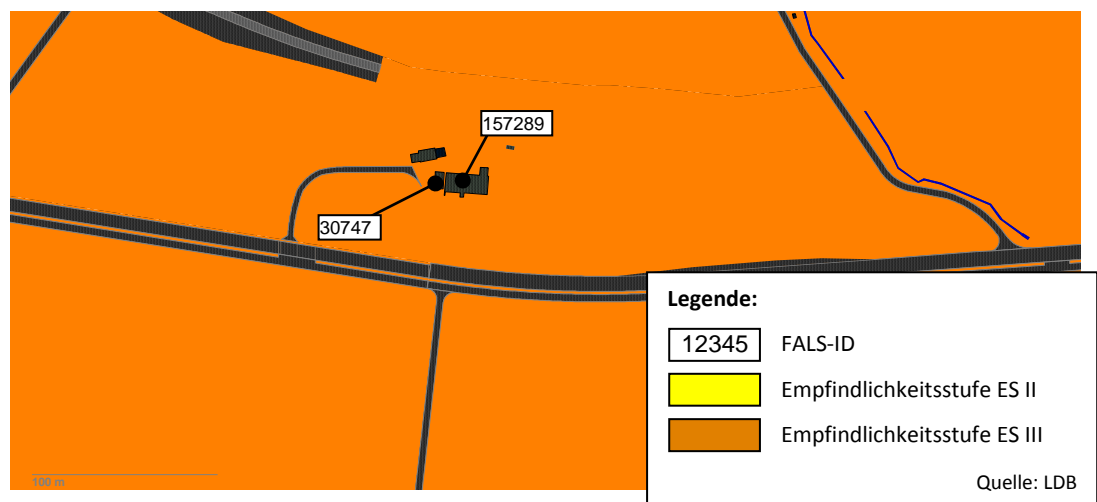 157289
30747
Legende:
12345 FALS-ID
Empfindlichkeitsstufe ES II
Empfindlichkeitsstufe ES III
Quelle: LDB
100 m